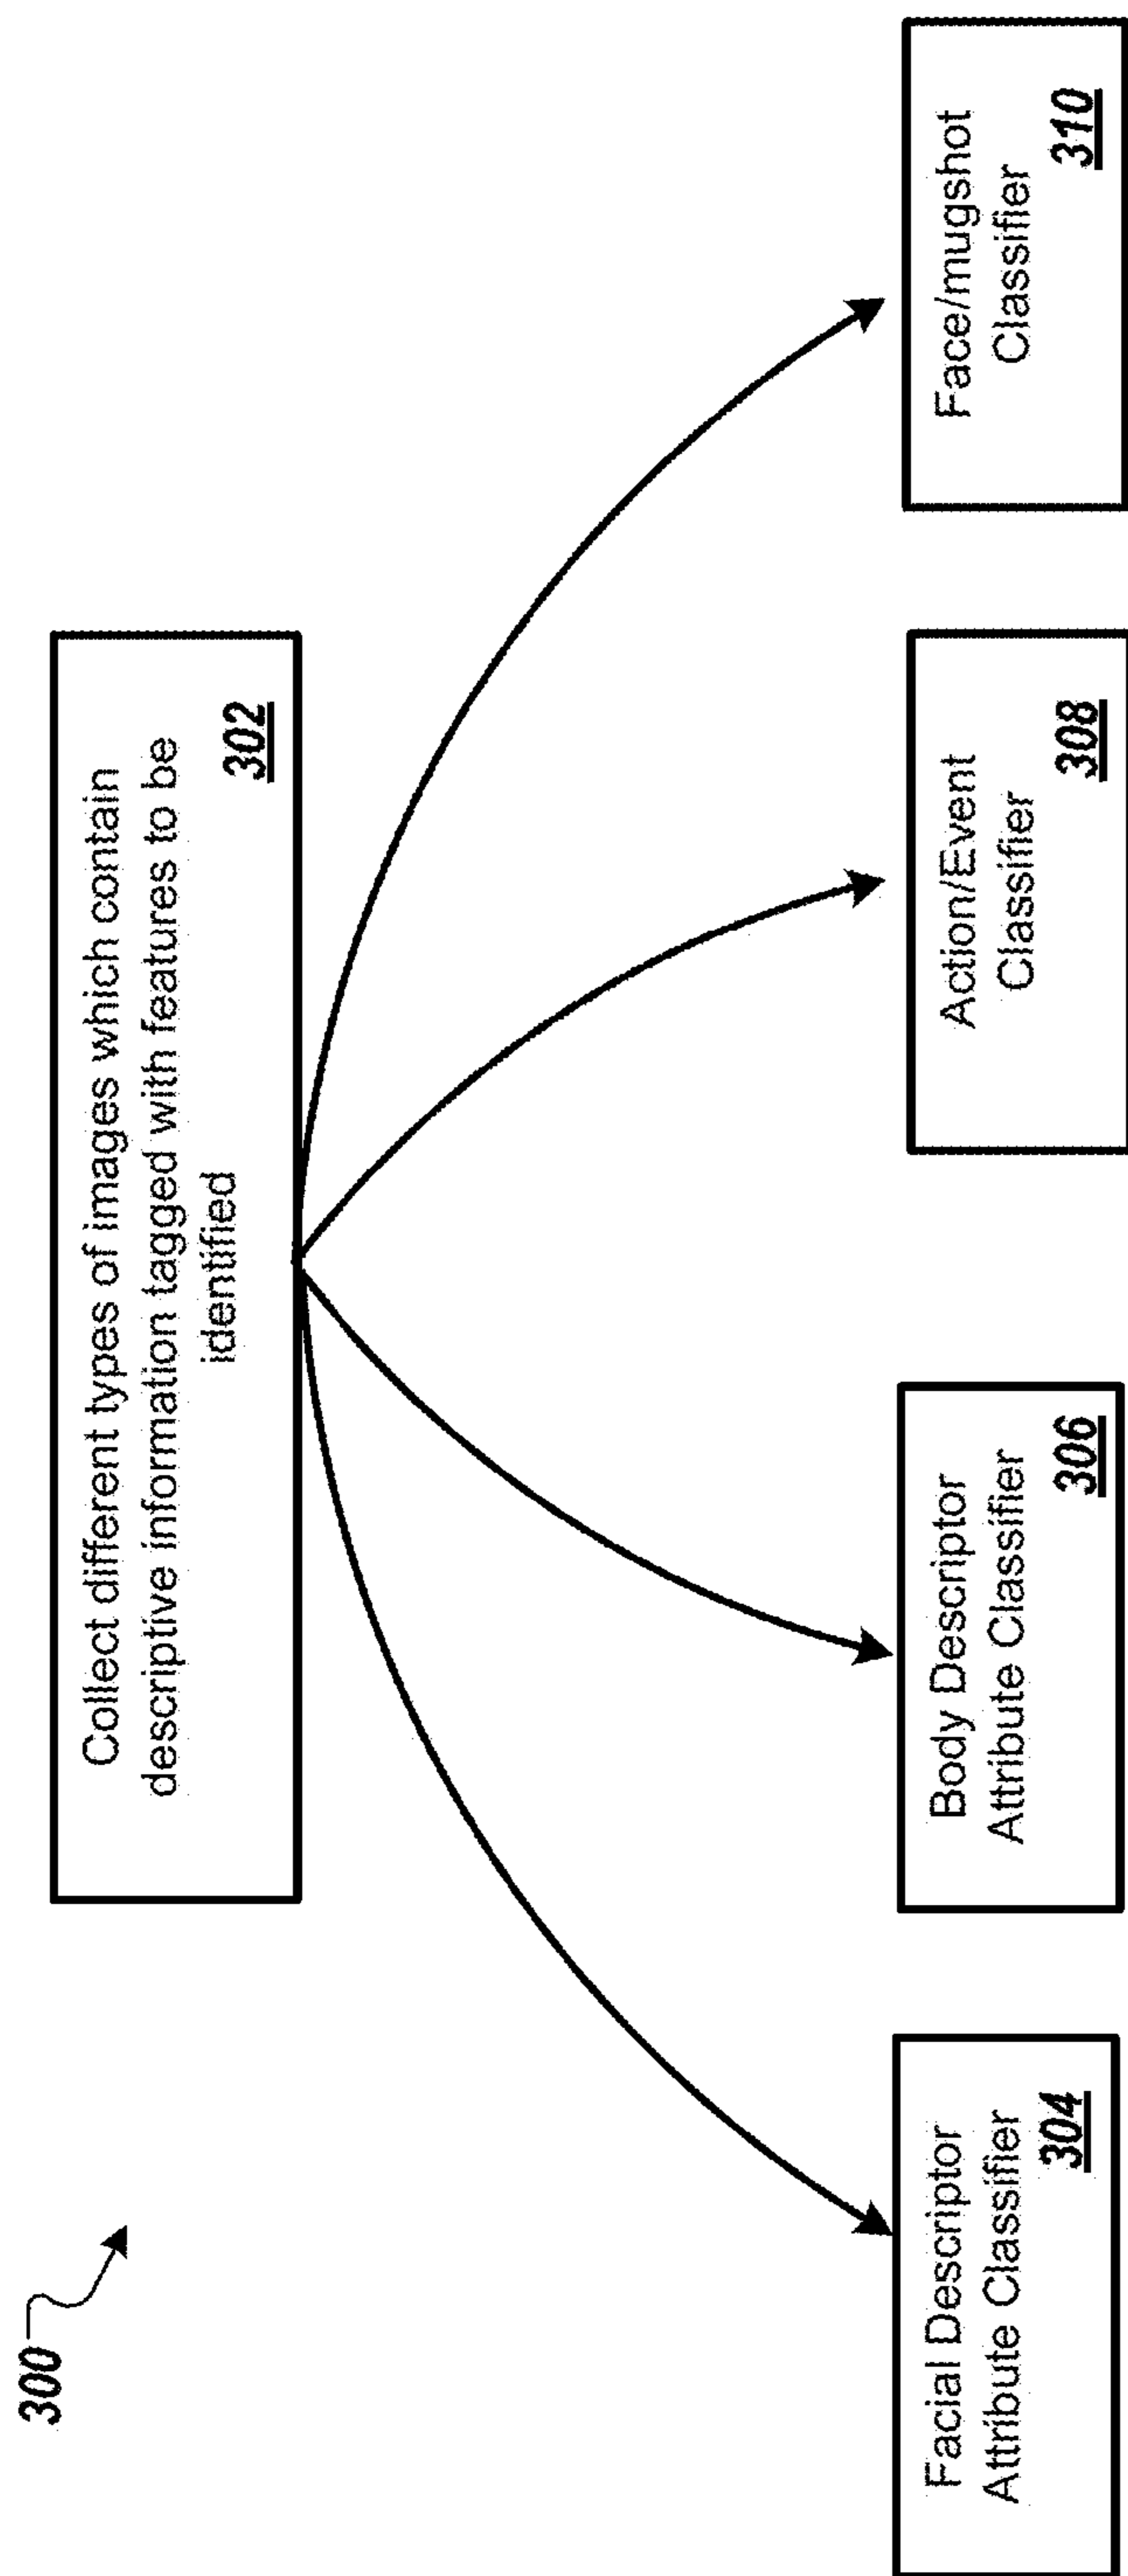 300
Collect different types of images which contain
descriptive information tagged with features to be
identified
302
Facial Descriptor
Attribute Classifier
304
Body Descriptor
Attribute Classifier
306
Action/Event
Classifier
308
Face/mugshot
Classifier
310